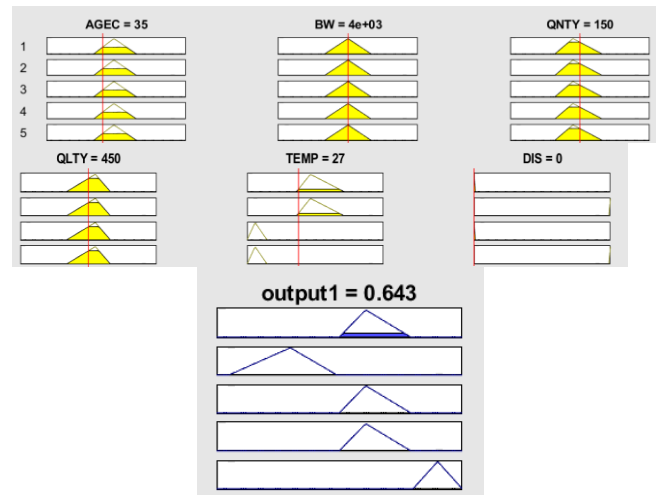 AGEC = 35 BW = 4e+03 QNTY = 150
1
2
3
4
5
QLTY = 450 TEMP = 27 DIS = 0
output1 = 0.643